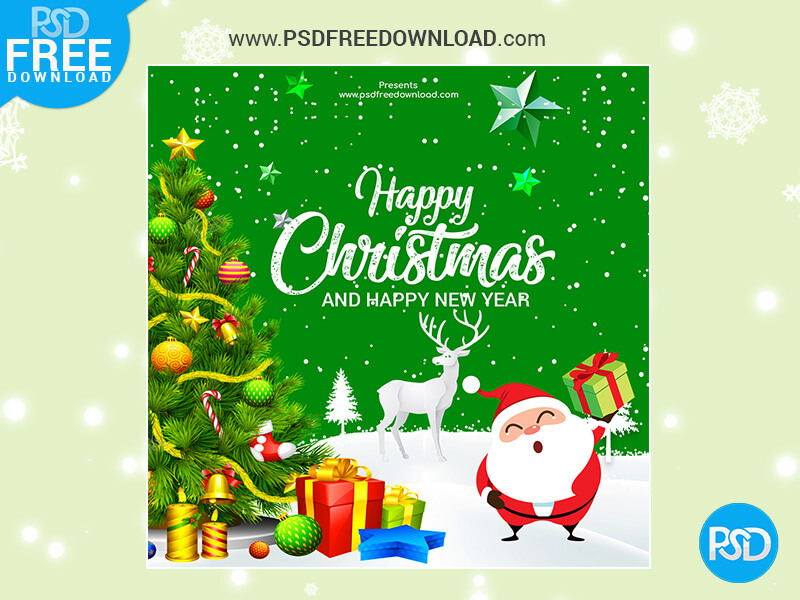 PSD
FREE
DOWNLOAD
www.PSDFREEDOWNLOAD.com
Presents
www.psdfreedownload.com
Happy
Christmas
AND HAPPY NEW YEAR
PSD